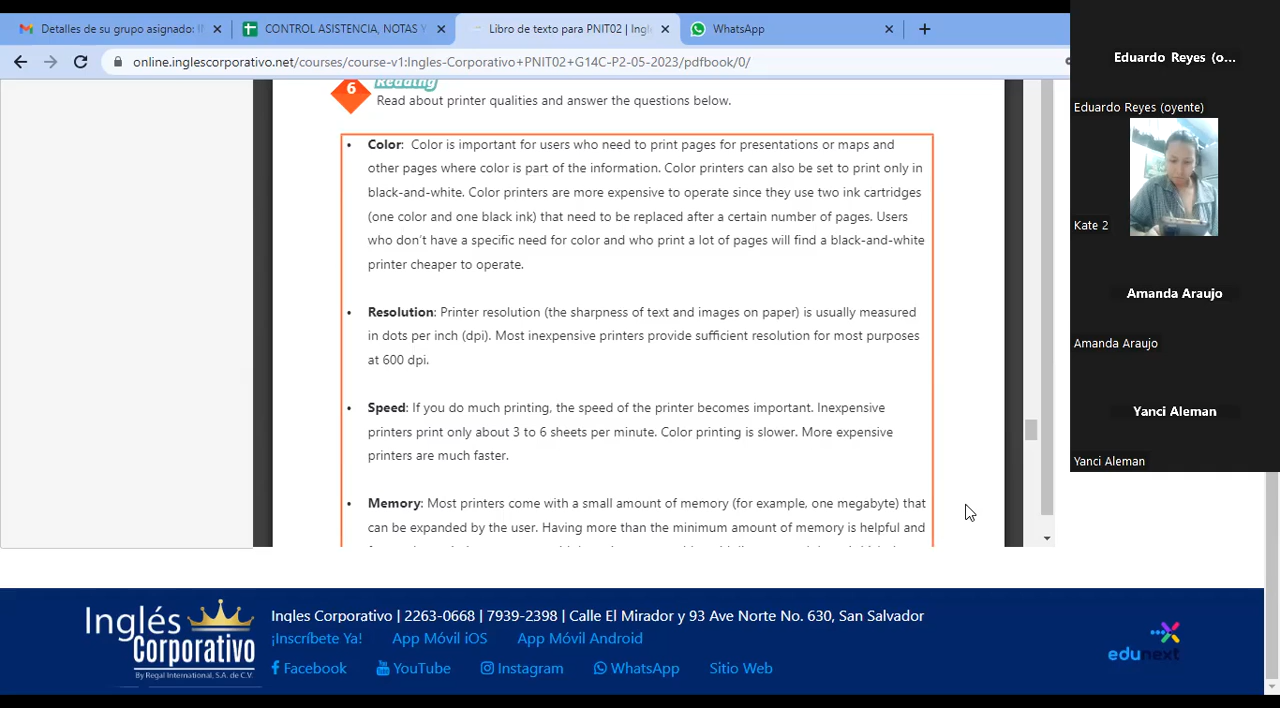 Detalles de su grupo asignado: I
CONTROL ASISTENCIA, NOTAS Y
Libro de texto para PNIT02 | Ingl
WhatsApp
online.inglescorporativo.net/courses/course-v1:Ingles-Corporativo+PNIT02+G14C-P2-05-2023/pdfbook/0/
6 Reading
Read about printer qualities and answer the questions below.
• Color: Color is important for users who need to print pages for presentations or maps and
other pages where color is part of the information. Color printers can also be set to print only in
black-and-white. Color printers are more expensive to operate since they use two ink cartridges
(one color and one black ink) that need to be replaced after a certain number of pages. Users
who don't have a specific need for color and who print a lot of pages will find a black-and-white
printer cheaper to operate.
• Resolution: Printer resolution (the sharpness of text and images on paper) is usually measured
in dots per inch (dpi). Most inexpensive printers provide sufficient resolution for most purposes
at 600 dpi.
• Speed: If you do much printing, the speed of the printer becomes important. Inexpensive
printers print only about 3 to 6 sheets per minute. Color printing is slower. More expensive
printers are much faster.
• Memory: Most printers come with a small amount of memory (for example, one megabyte) that
can be expanded by the user. Having more than the minimum amount of memory is helpful and
Eduardo Reyes (o...
Eduardo Reyes (oyente)
Kate 2
Amanda Araujo
Amanda Araujo
Yanci Aleman
Yanci Aleman
Inglés
Corporativo
By Regal International, S.A. de C.V.
Ingles Corporativo | 2263-0668 | 7939-2398 | Calle El Mirador y 93 Ave Norte No. 630, San Salvador
¡Inscríbete Ya! App Móvil iOS App Móvil Android
Facebook YouTube Instagram WhatsApp Sitio Web
edunext